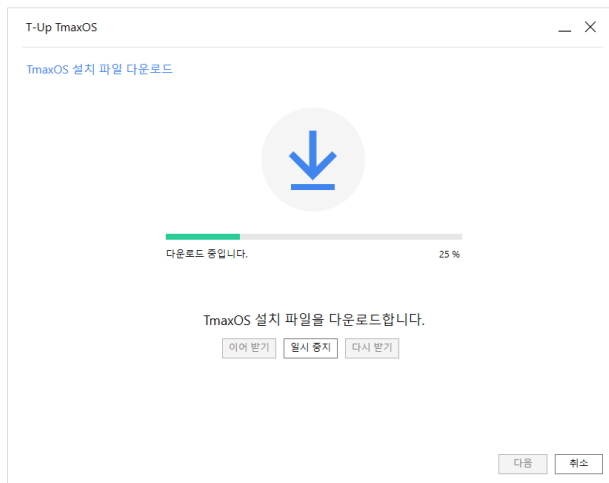 T-Up TmaxOS
TmaxOS 설치 파일 다운로드
다운로드 중입니다. 25 %
TmaxOS 설치 파일을 다운로드합니다.
이어 받기 일시 중지 다시 받기
다음 취소